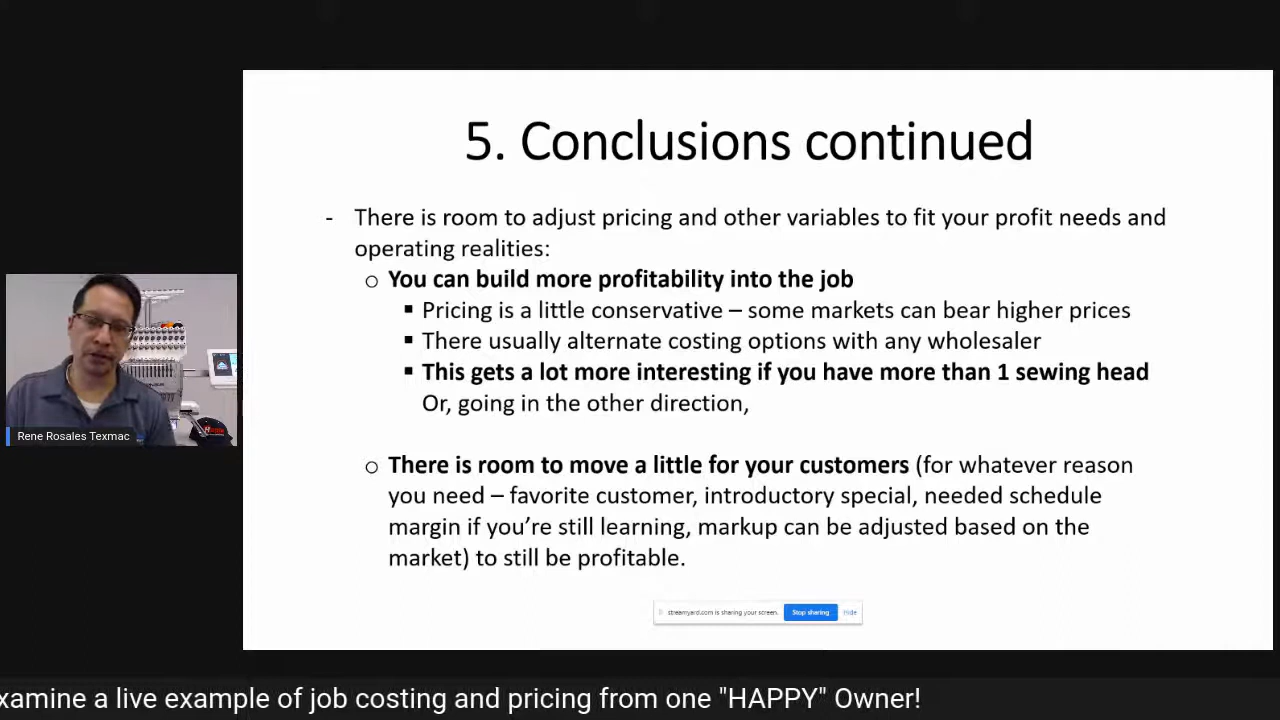 5. Conclusions continued
- There is room to adjust pricing and other variables to fit your profit needs and
operating realities:
o You can build more profitability into the job
▪ Pricing is a little conservative – some markets can bear higher prices
▪ There usually alternate costing options with any wholesaler
▪ This gets a lot more interesting if you have more than 1 sewing head
Or, going in the other direction,
o There is room to move a little for your customers (for whatever reason
you need – favorite customer, introductory special, needed schedule
margin if you're still learning, markup can be adjusted based on the
market) to still be profitable.
Rene Rosales Texmac
streamyard.com is sharing your screen. Stop sharing Hide
xamine a live example of job costing and pricing from one "HAPPY" Owner!